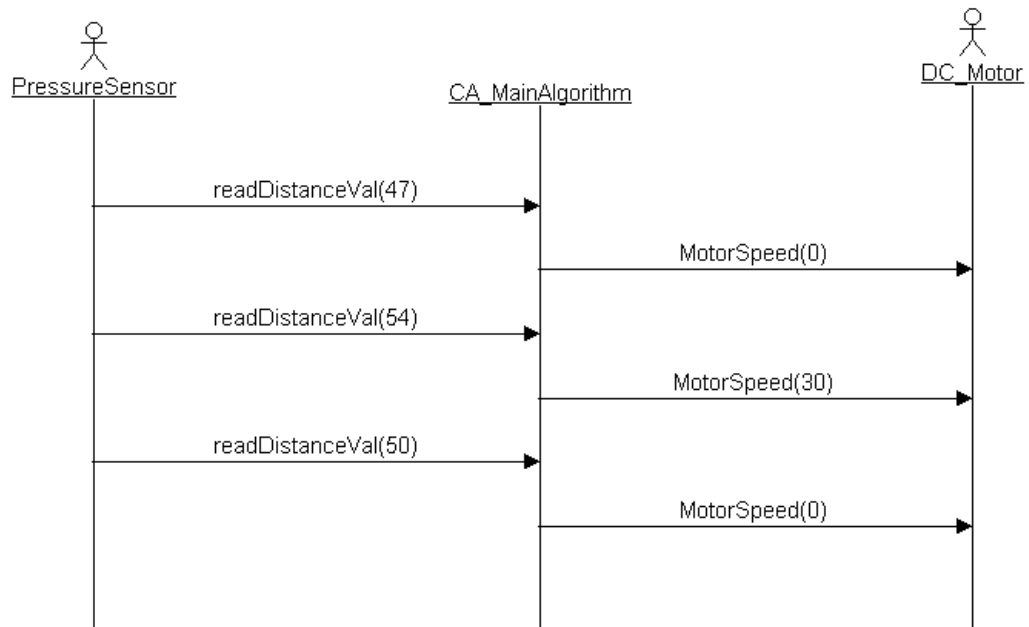 PressureSensor
CA_MainAlgorithm
DC_Motor
readDistanceVal(47)
MotorSpeed(0)
readDistanceVal(54)
MotorSpeed(30)
readDistanceVal(50)
MotorSpeed(0)